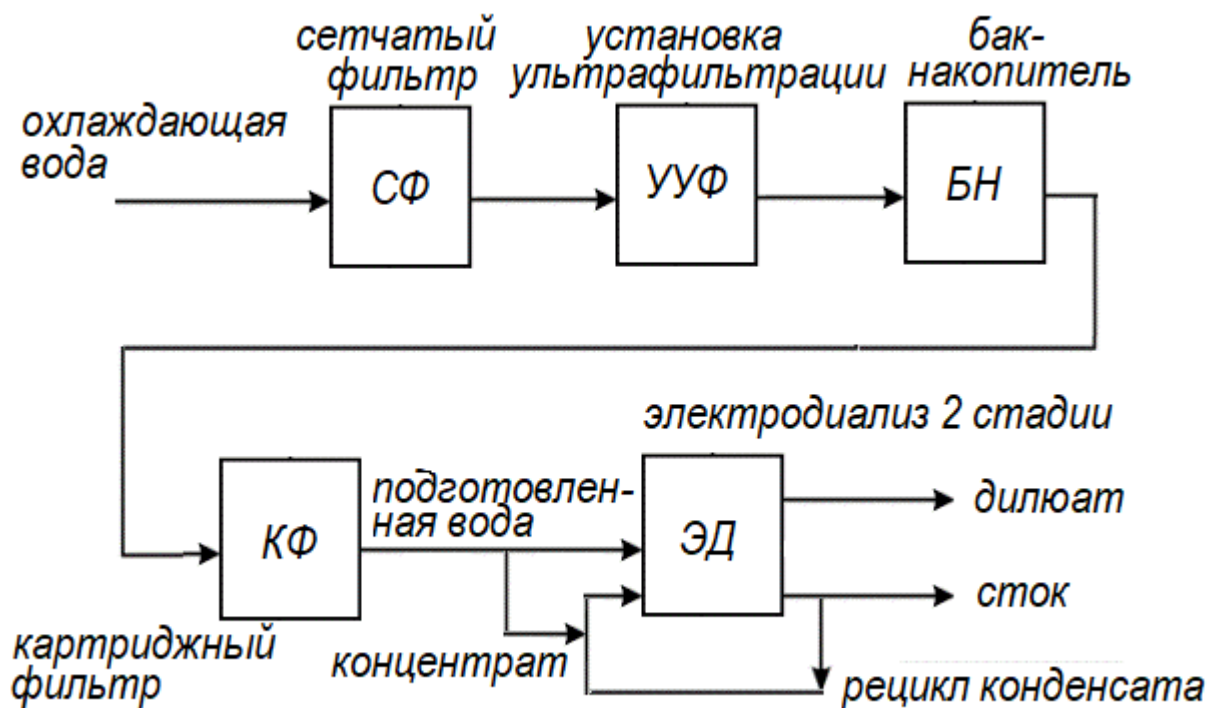 сетчатый
фильтр
установка
ультрафильтрации
бак-
накопитель
охлаждающая
вода
СФ
УУФ
БН
электродиализ 2 стадии
подготовлен-
ная вода
КФ
ЭД
дилюат
сток
картриджный
фильтр
концентрат
рецикл конденсата